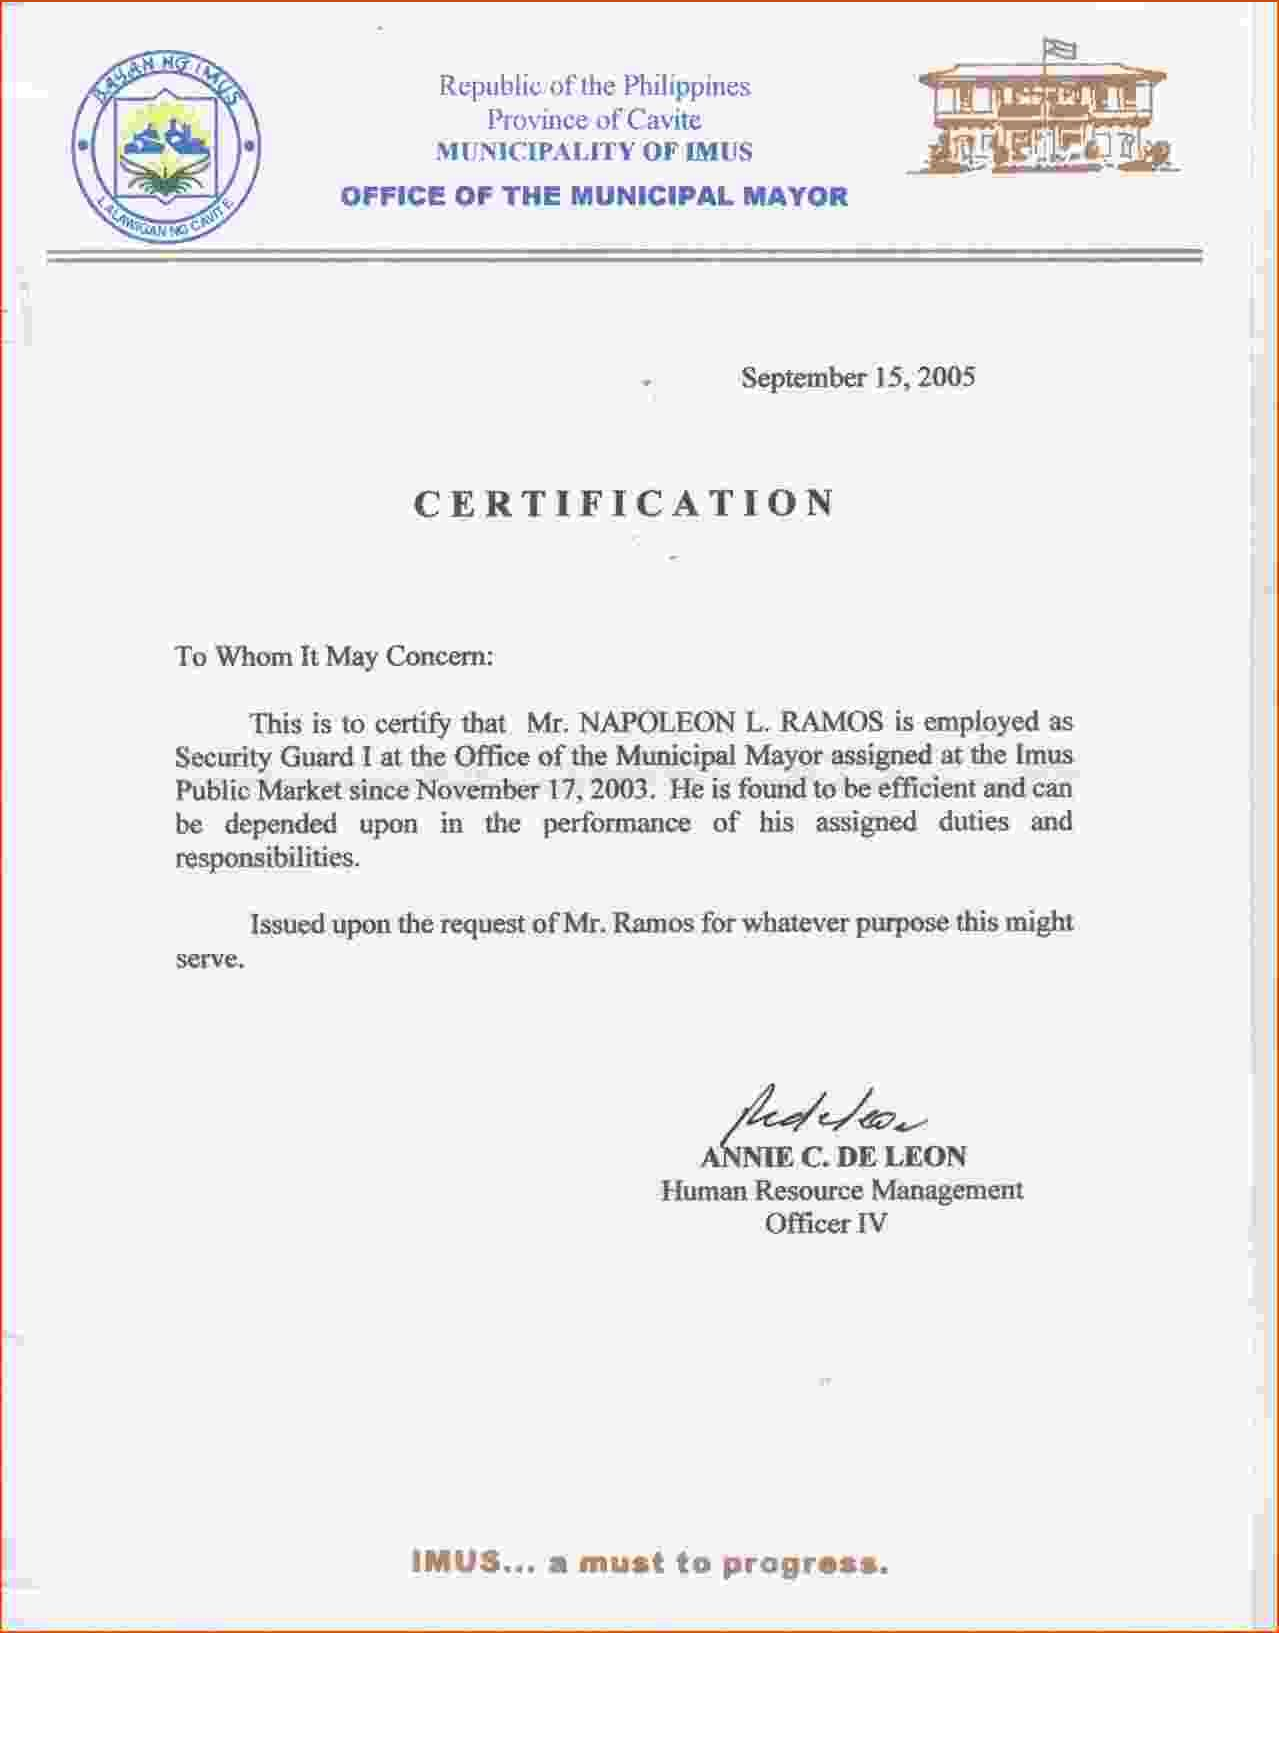 BAYAN NG IMUS
LALAWIGAN NG CAVITE
Republic of the Philippines
Province of Cavite
MUNICIPALITY OF IMUS
OFFICE OF THE MUNICIPAL MAYOR
September 15, 2005
CERTIFICATION
To Whom It May Concern:
This is to certify that Mr. NAPOLEON L. RAMOS is employed as
Security Guard I at the Office of the Municipal Mayor assigned at the Imus
Public Market since November 17, 2003. He is found to be efficient and can
be depended upon in the performance of his assigned duties and
responsibilities.
Issued upon the request of Mr. Ramos for whatever purpose this might
serve.
ANNIE C. DE LEON
Human Resource Management
Officer IV
IMUS... a must to progress.